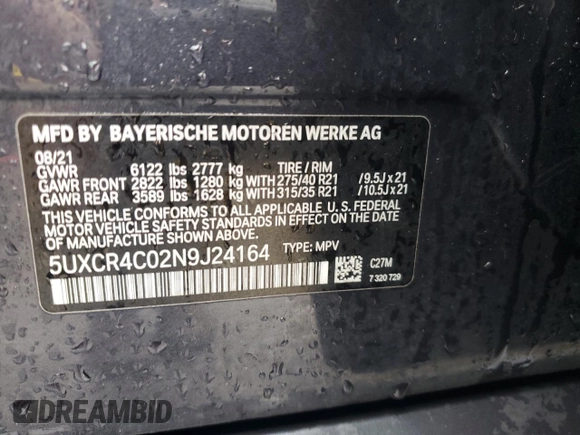 MFD BY BAYERISCHE MOTOREN WERKE AG
08/21
GVWR 6122 lbs 2777 kg TIRE / RIM
GAWR FRONT 2822 lbs 1280 kg WITH 275/40 R21 /9.5J x 21
GAWR REAR 3589 lbs 1628 kg WITH 315/35 R21 /10.5J x 21
THIS VEHICLE CONFORMS TO ALL APPLICABLE U. S. FEDERAL
MOTOR VEHICLE SAFETY STANDARDS IN EFFECT ON THE DATE
OF MANUFACTURE SHOWN ABOVE.
5UXCR4C02N9J24164 TYPE: MPV
C27M
7 320 729
DREAMBID